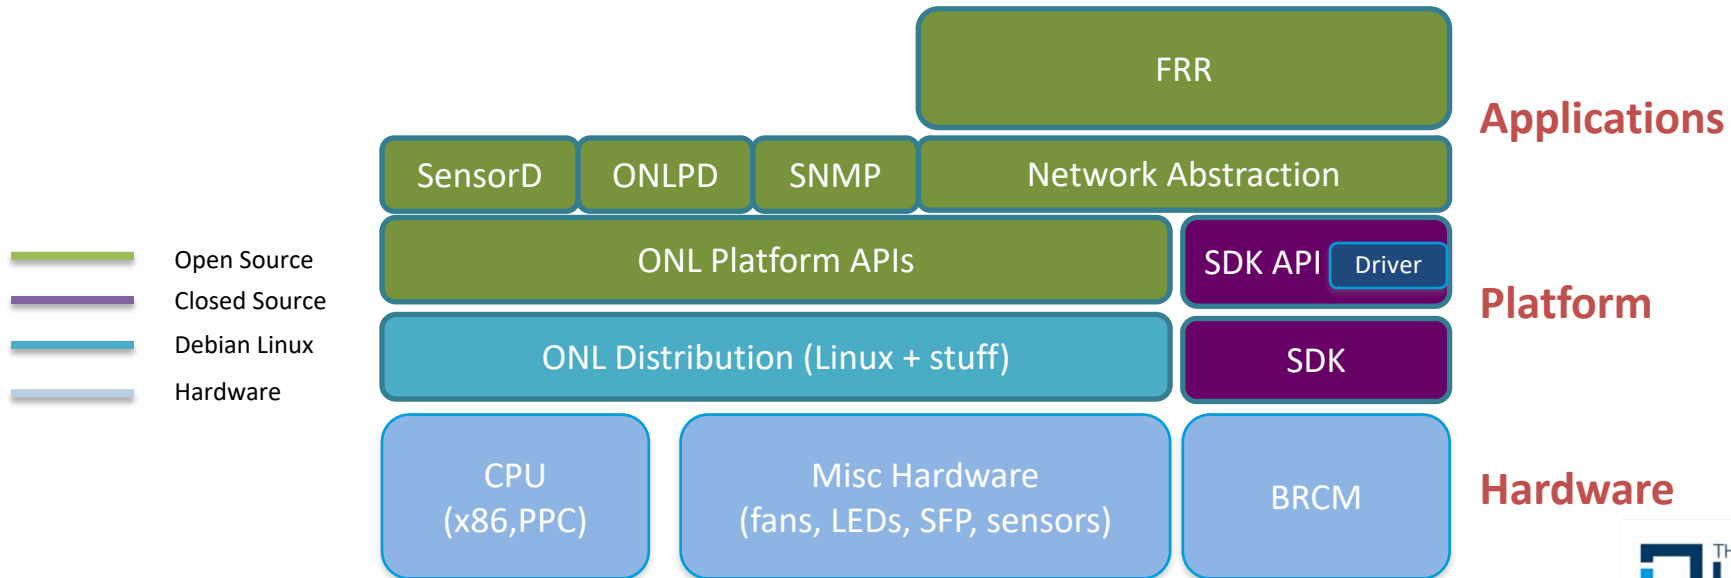 FRR
Applications
SensorD
ONLPD
SNMP
Network Abstraction
Open Source
Closed Source
Debian Linux
Hardware
ONL Platform APIs
SDK API
Driver
Platform
ONL Distribution (Linux + stuff)
SDK
CPU
(x86,PPC)
Misc Hardware
(fans, LEDs, SFP, sensors)
BRCM
Hardware